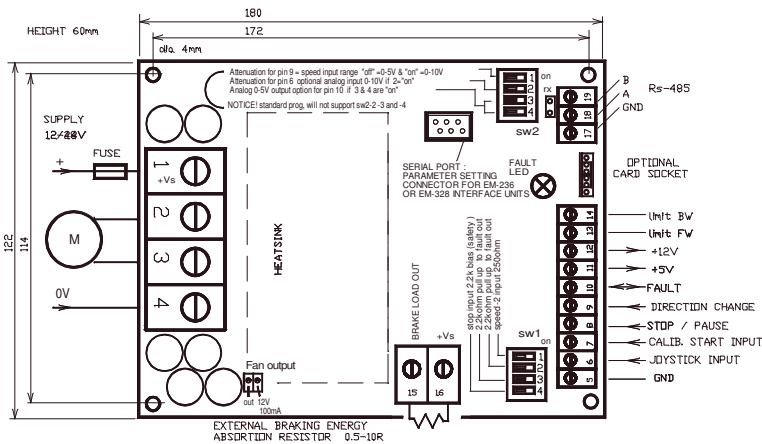 180
HEIGHT 60mm
172
dia. 4mm
Attenuation for pin 9 = speed input range "off" =0-5V & "on" =0-10V
Attenuation for pin 6 optional analog input 0-10V if 2="on"
Analog 0-5V output option for pin 10 if 3 & 4 are "on"
NOTICE! standard prog, will not support sw2-2 -3 and -4
1
2
3
4
on
sw2
rx
19
18
17
B
A
GND
Rs-485
SUPPLY
+
FUSE
1
+Vs
2
3
4
M
0V
122
114
HEATSINK
SERIAL PORT :
PARAMETER SETTING
CONNECTOR FOR EM-236
OR EM-328 INTERFACE UNITS
FAULT
LED
OPTIONAL
CARD SOCKET
14
13
12
11
10
9
8
7
6
5
limit BW
limit FW
+12V
+5V
FAULT
DIRECTION CHANGE
STOP / PAUSE
CALIB. START INPUT
JOYSTICK INPUT
GND
stop input 2.2k bias (safety )
2.2kohm pull up to fault out
2.2kohm pull up to fault out
speed -2 input 250ohm
BRAKE LOAD OUT
+Vs
15
16
sw1
on
1
2
3
4
Fan output
out 12V
100mA
EXTERNAL BRAKING ENERGY
ABSORTION RESISTOR 0.5-10R